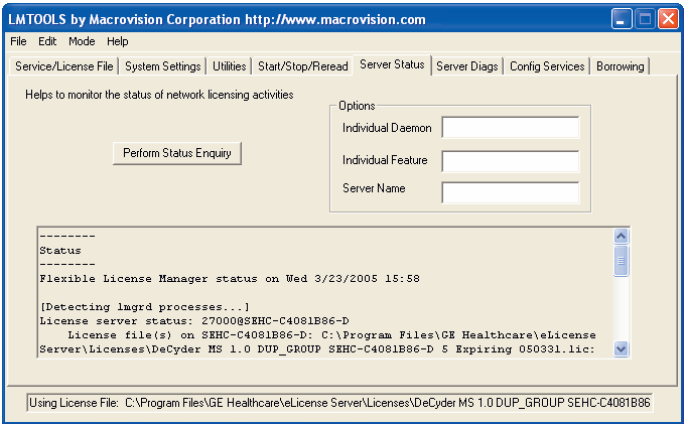 LMTOOLS by Macrovision Corporation http://www.macrovision.com
File Edit Mode Help
Service/License File System Settings Utilities Start/Stop/Reread Server Status Server Diags Config Services Borrowing
Helps to monitor the status of network licensing activities
Options
Individual Daemon
Perform Status Enquiry
Individual Feature
Server Name
--------
Status
--------
Flexible License Manager status on Wed 3/23/2005 15:58
[Detecting lmgrd processes...]
License server status: 27000@SEHC-C4081B86-D
License file(s) on SEHC-C4081B86-D: C:\Program Files\GE Healthcare\eLicense
Server\Licenses\DeCyder MS 1.0 DUP_GROUP SEHC-C4081B86-D 5 Expiring 050331.lic:
Using License File: C:\Program Files\GE Healthcare\eLicense Server\Licenses\DeCyder MS 1.0 DUP_GROUP SEHC-C4081B86